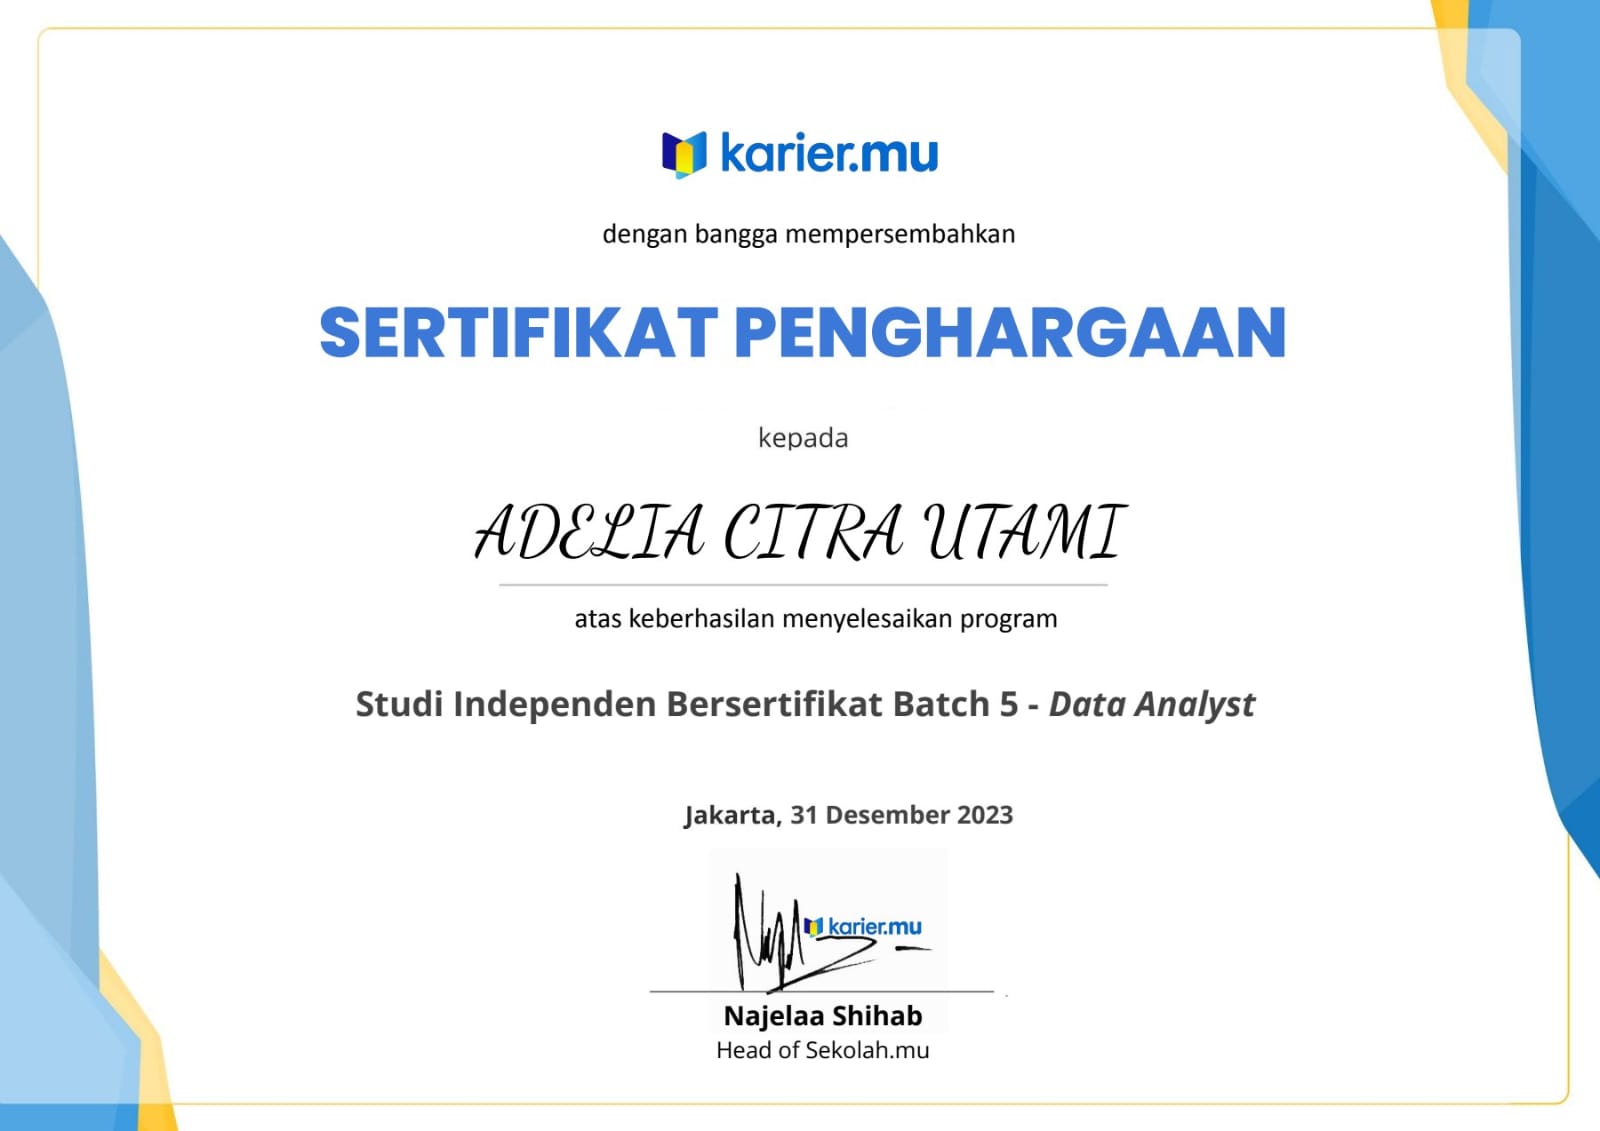 karier.mu
dengan bangga mempersembahkan
SERTIFIKAT PENGHARGAAN
kepada
ADELIA CITRA UTAMI
atas keberhasilan menyelesaikan program
Studi Independen Bersertifikat Batch 5 - Data Analyst
Jakarta, 31 Desember 2023
karier.mu
Najelaa Shihab
Head of Sekolah.mu